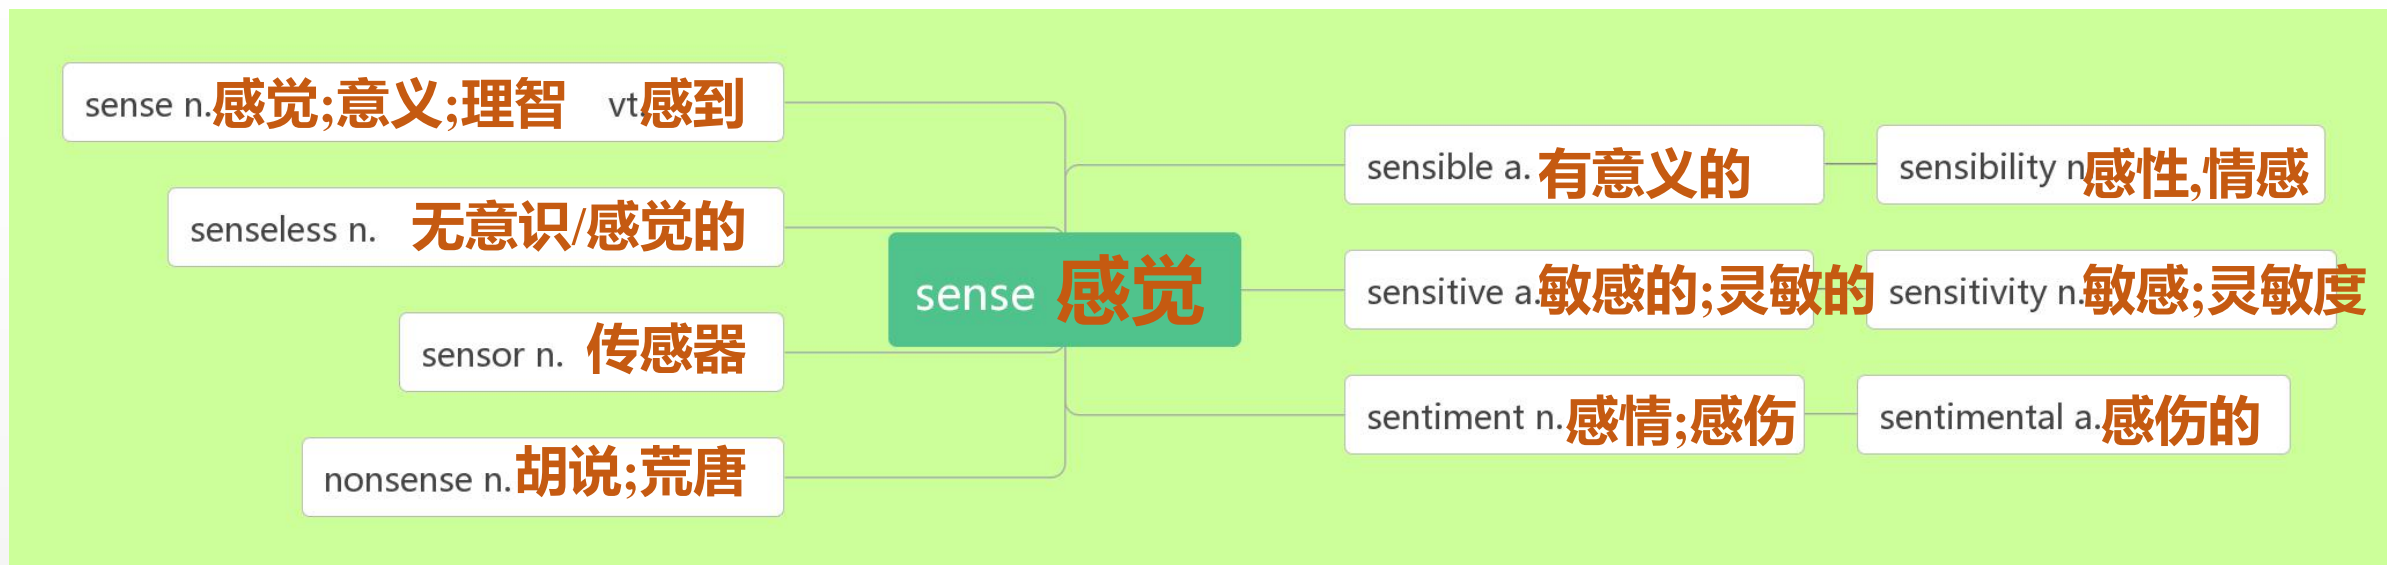 sense n.感觉;意义;理智 vt.感到
senseless n. 无意识/感觉的
sensor n. 传感器
nonsense n.胡说;荒唐
sense 感觉
sensible a. 有意义的
sensibility n感性,情感
sensitive a.敏感的;灵敏的
sensitivity n.敏感;灵敏度
sentiment n.感情;感伤
sentimental a.感伤的